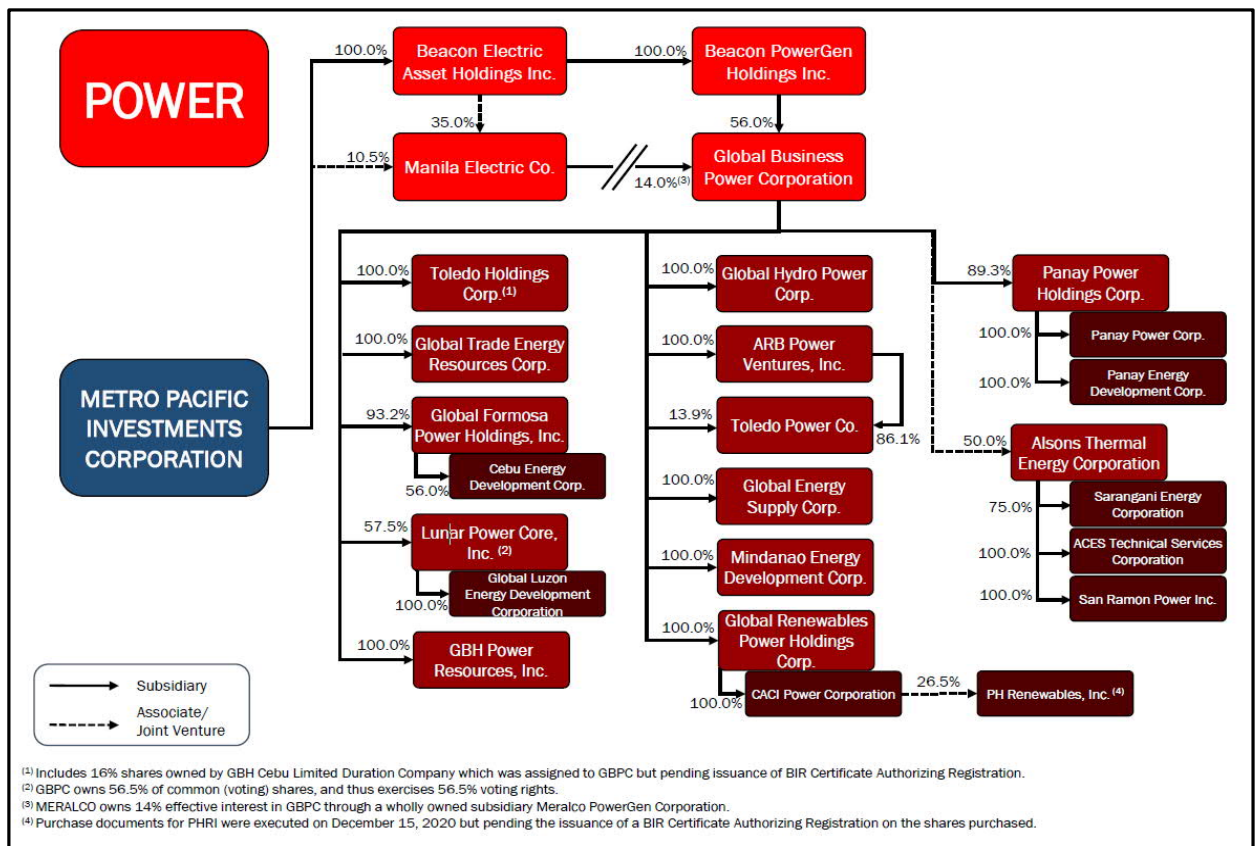 POWER
100.0%
Beacon Electric
Asset Holdings Inc.
100.0%
Beacon PowerGen
Holdings Inc.
35.0%
56.0%
10.5%
Manila Electric Co.
14.0%(3)
Global Business
Power Corporation
METRO PACIFIC
INVESTMENTS
CORPORATION
100.0%
Toledo Holdings
Corp.(1)
100.0%
Global Trade Energy
Resources Corp.
93.2%
Global Formosa
Power Holdings, Inc.
56.0%
Cebu Energy
Development Corp.
57.5%
Lunar Power Core,
Inc. (2)
100.0%
Global Luzon
Energy Development
Corporation
100.0%
GBH Power
Resources, Inc.
100.0%
Global Hydro Power
Corp.
100.0%
ARB Power
Ventures, Inc.
13.9%
Toledo Power Co.
86.1%
100.0%
Global Energy
Supply Corp.
100.0%
Mindanao Energy
Development Corp.
100.0%
Global Renewables
Power Holdings
Corp.
100.0%
CACI Power Corporation
26.5%
PH Renewables, Inc. (4)
89.3%
Panay Power
Holdings Corp.
100.0%
Panay Power Corp.
100.0%
Panay Energy
Development Corp.
50.0%
Alsons Thermal
Energy Corporation
75.0%
Sarangani Energy
Corporation
100.0%
ACES Technical Services
Corporation
100.0%
San Ramon Power Inc.
Subsidiary
Associate/
Joint Venture
(1) Includes 16% shares owned by GBH Cebu Limited Duration Company which was assigned to GBPC but pending issuance of BIR Certificate Authorizing Registration.
(2) GBPC owns 56.5% of common (voting) shares, and thus exercises 56.5% voting rights.
(3) MERALCO owns 14% effective interest in GBPC through a wholly owned subsidiary Meralco PowerGen Corporation.
(4) Purchase documents for PHRI were executed on December 15, 2020 but pending the issuance of a BIR Certificate Authorizing Registration on the shares purchased.